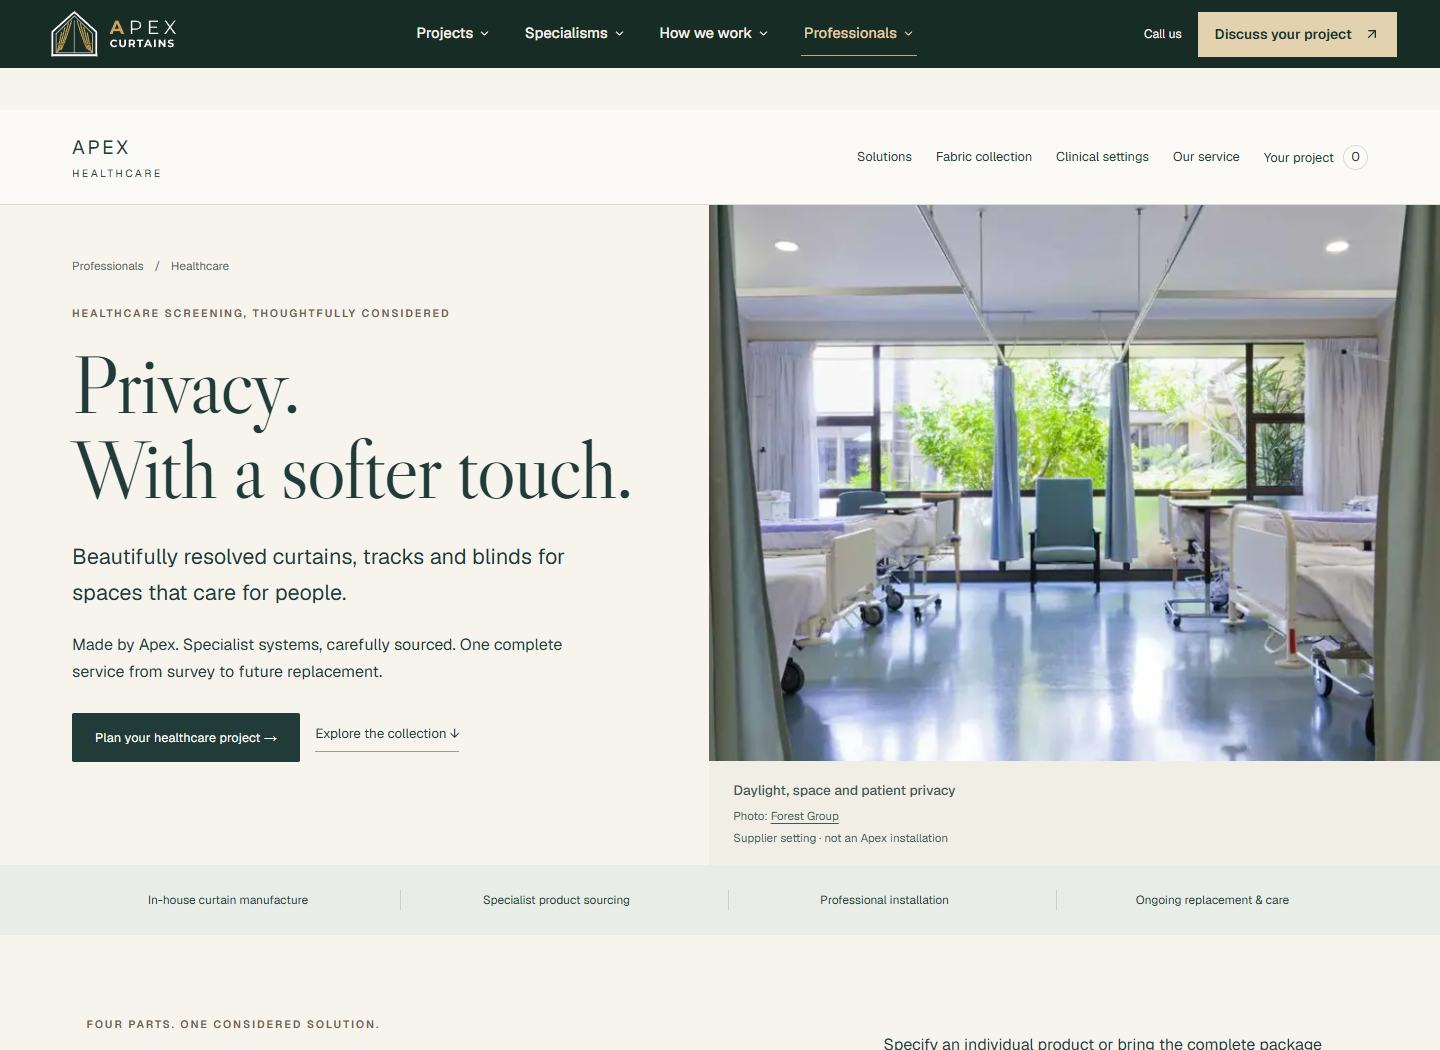 APEX
CURTAINS
Projects
Specialisms
How we work
Professionals
Call us
Discuss your project
APEX
HEALTHCARE
Solutions
Fabric collection
Clinical settings
Our service
Your project 0
Professionals / Healthcare
HEALTHCARE SCREENING, THOUGHTFULLY CONSIDERED
Privacy.
With a softer touch.
Beautifully resolved curtains, tracks and blinds for
spaces that care for people.
Made by Apex. Specialist systems, carefully sourced. One complete
service from survey to future replacement.
Plan your healthcare project →
Explore the collection ↓
Daylight, space and patient privacy
Photo: Forest Group
Supplier setting · not an Apex installation
In-house curtain manufacture
Specialist product sourcing
Professional installation
Ongoing replacement & care
FOUR PARTS. ONE CONSIDERED SOLUTION.
Specify an individual product or bring the complete package